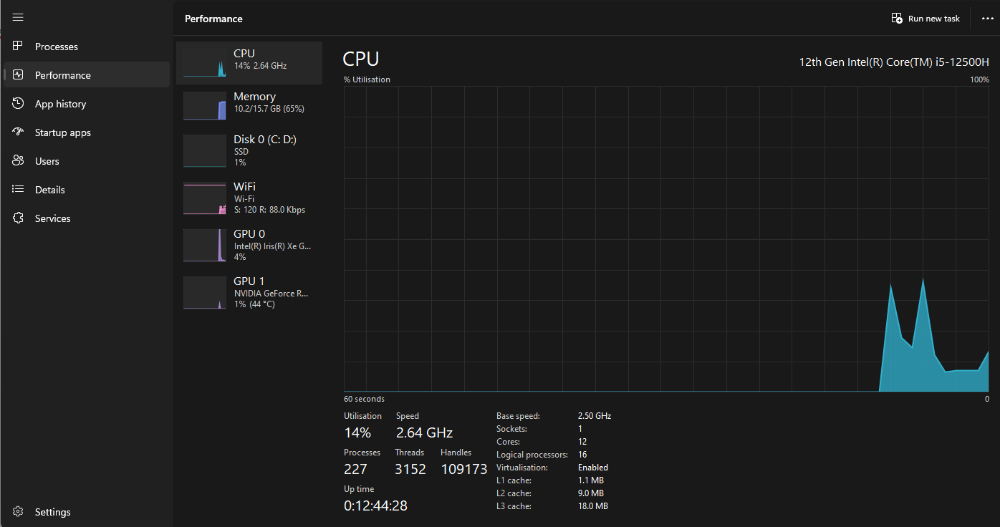 Performance
Run new task
Processes
Performance
App history
Startup apps
Users
Details
Services
Settings
CPU
14% 2.64 GHz
Memory
10.2/15.7 GB (65%)
Disk 0 (C: D:)
SSD
1%
WiFi
Wi-Fi
S: 120 R: 88.0 Kbps
GPU 0
Intel(R) Iris(R) Xe G...
4%
GPU 1
NVIDIA GeForce R...
1% (44 °C)
CPU
12th Gen Intel(R) Core(TM) i5-12500H
% Utilisation
100%
60 seconds
0
Utilisation Speed
14% 2.64 GHz
Processes Threads Handles
227 3152 109173
Up time
0:12:44:28
Base speed: 2.50 GHz
Sockets: 1
Cores: 12
Logical processors: 16
Virtualisation: Enabled
L1 cache: 1.1 MB
L2 cache: 9.0 MB
L3 cache: 18.0 MB